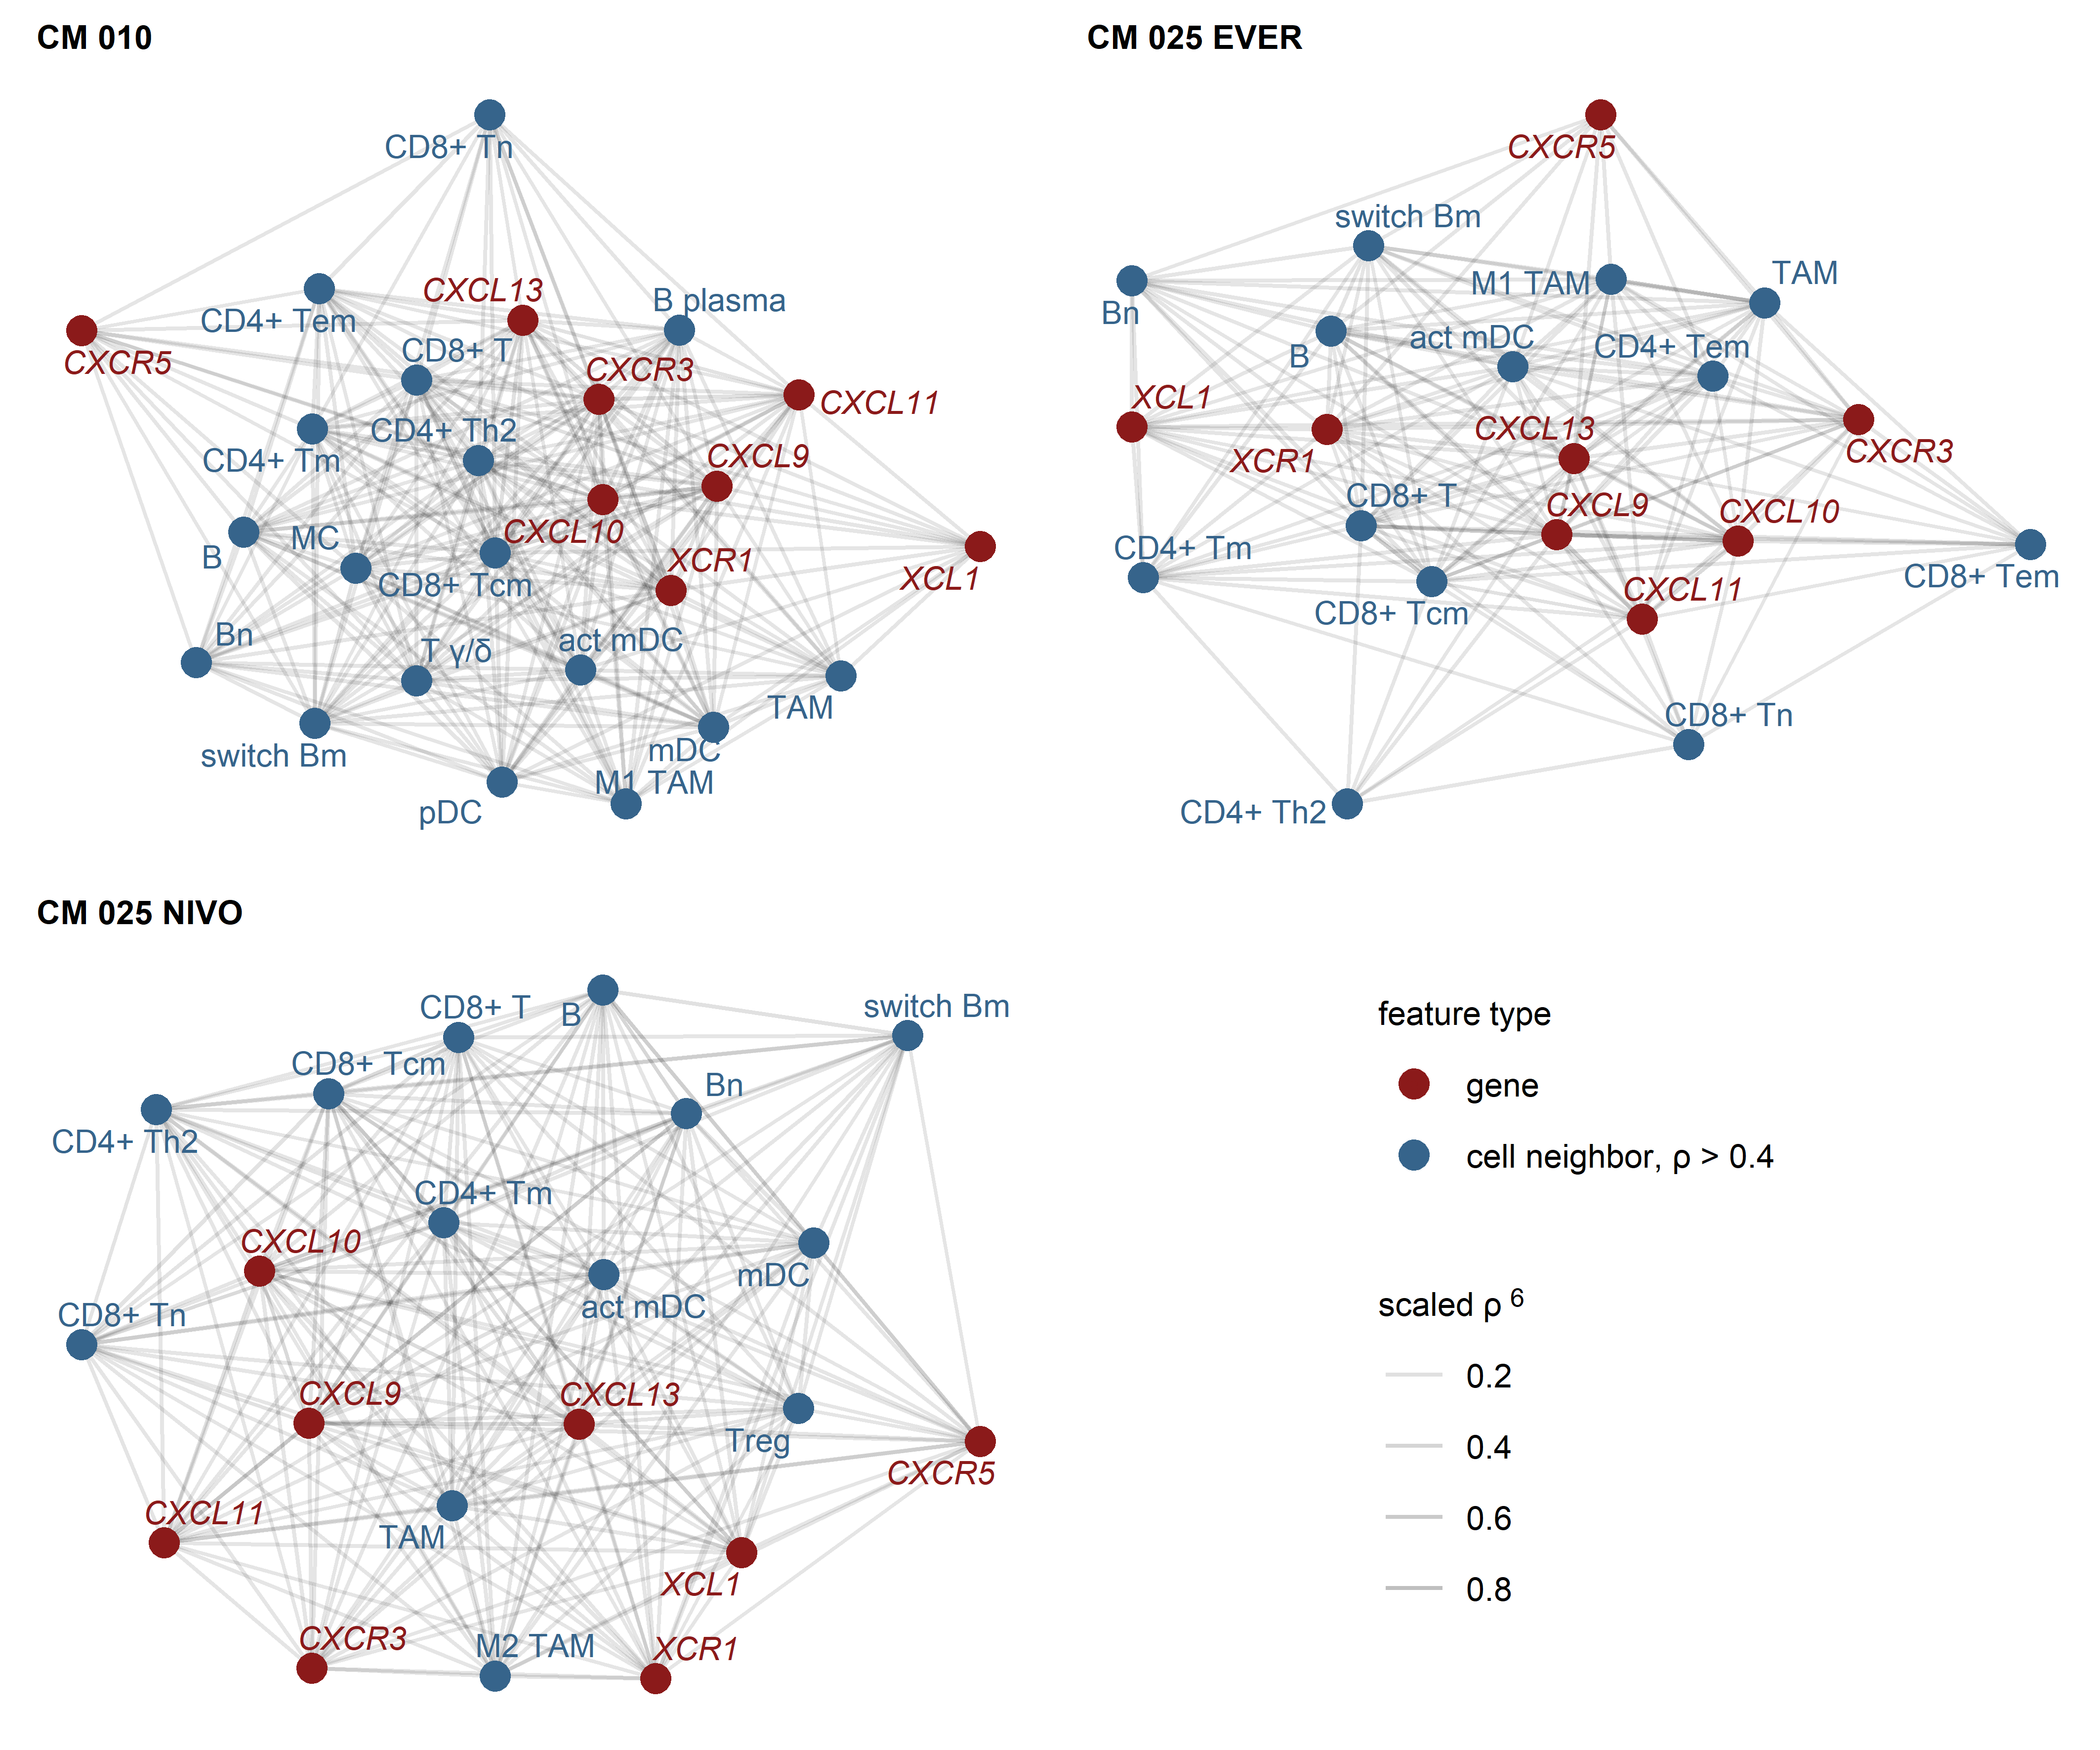 CM 010
CD8+ Tn
CXCL13
B plasma
CD4+ Tem
CXCR5
CD8+ T
CXCR3
CXCL11
CD4+ Th2
CD4+ Tm
CXCL9
MC
CXCL10
B
XCR1
CD8+ Tcm
XCL1
Bn
T γ/δ
act mDC
TAM
switch Bm
mDC
M1 TAM
pDC
CM 025 EVER
CXCR5
switch Bm
M1 TAM
TAM
Bn
act mDC
CD4+ Tem
B
XCL1
CXCL13
CXCR3
XCR1
CD8+ T
CXCL9
CXCL10
CD4+ Tm
CD8+ Tem
CXCL11
CD8+ Tcm
CD8+ Tn
CD4+ Th2
CM 025 NIVO
CD8+ T
B
switch Bm
CD8+ Tcm
Bn
CD4+ Th2
CD4+ Tm
CXCL10
mDC
CD8+ Tn
act mDC
CXCL9
CXCL13
Treg
CXCR5
CXCL11
TAM
XCL1
CXCR3
M2 TAM
XCR1
feature type
gene
cell neighbor, ρ > 0.4
scaled ρ 6
0.2
0.4
0.6
0.8